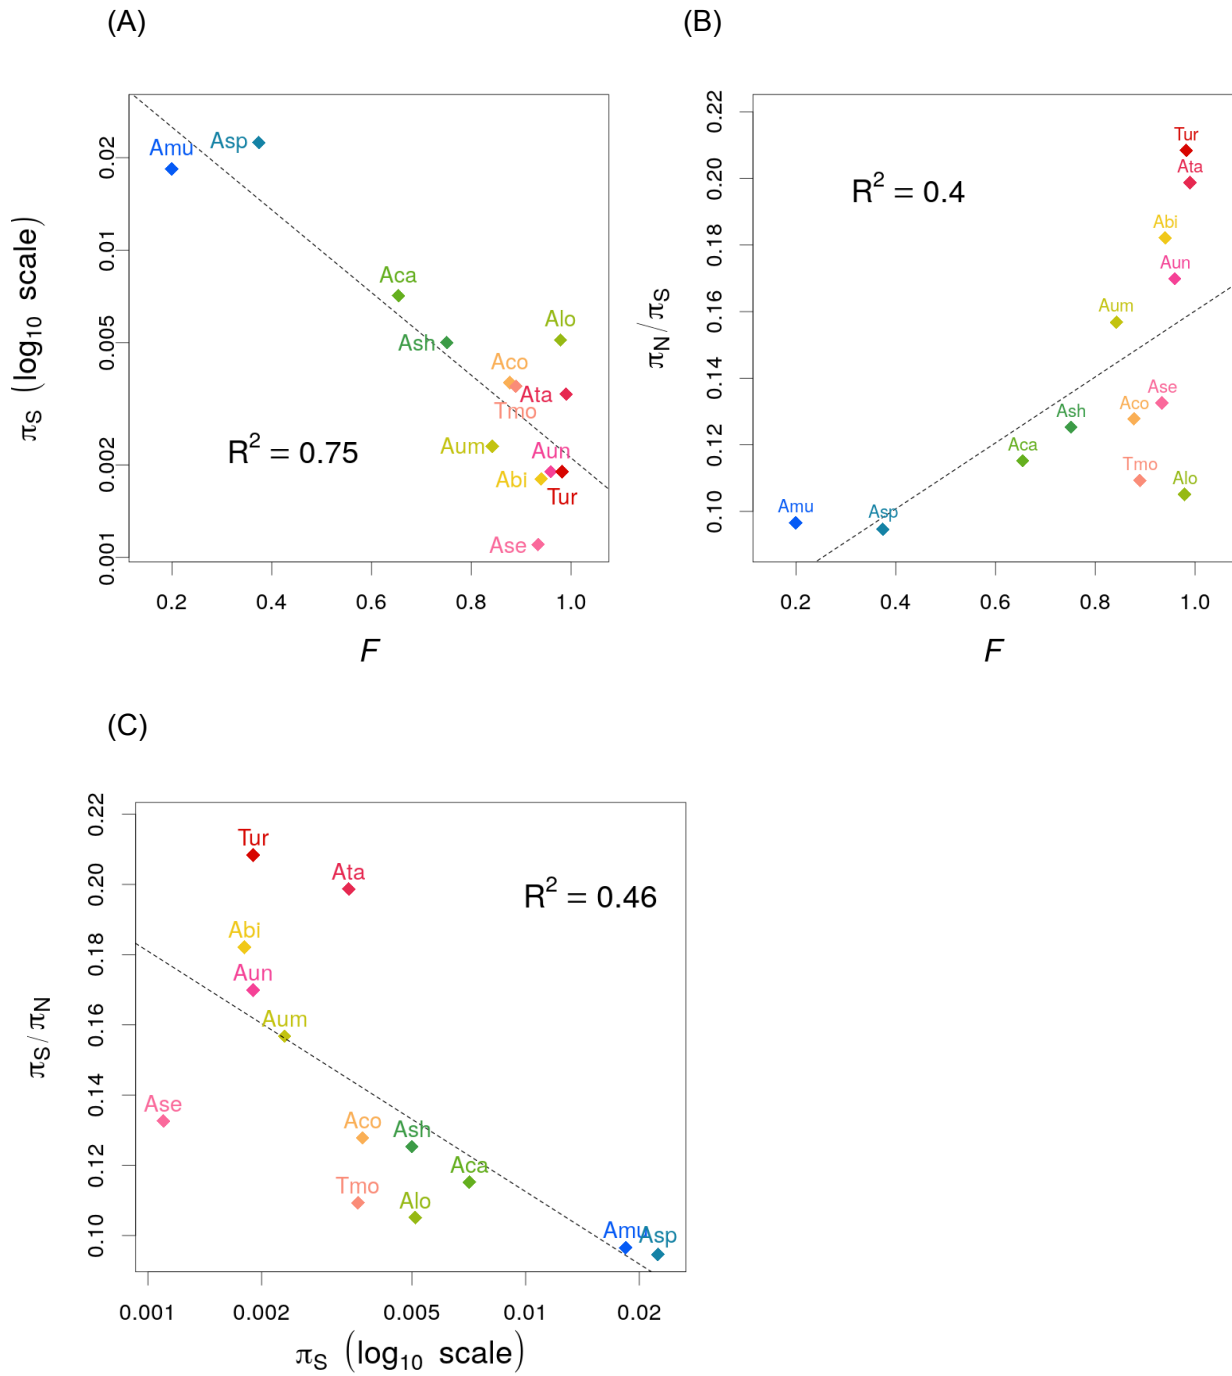 (A)
(B)
Amu
Asp
Aca
Ash
Alo
Aco
Ata
Tmo
Aum
Aun
Abi
Tur
Ase
R² = 0.75
0.02
0.01
0.005
0.002
0.001
πS (log10 scale)
0.2 0.4 0.6 0.8 1.0
F
Tur
Ata
Abi
Aun
Aum
Ase
Aco
Ash
Aca
Tmo
Alo
Amu
Asp
R² = 0.4
0.22
0.20
0.18
0.16
0.14
0.12
0.10
πN/πS
0.2 0.4 0.6 0.8 1.0
F
(C)
Tur
Ata
Abi
Aun
Aum
Ase
Aco
Ash
Aca
Tmo
Alo
Amu
Asp
R² = 0.46
0.22
0.20
0.18
0.16
0.14
0.12
0.10
πS/πN
0.001 0.002 0.005 0.01 0.02
πS (log10 scale)